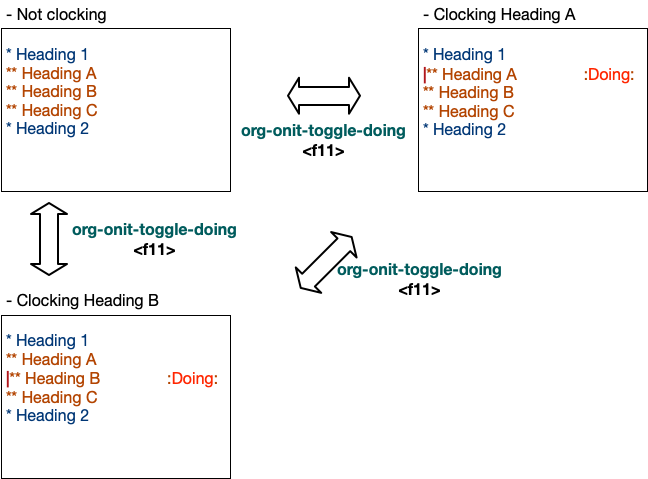 - Not clocking
* Heading 1
** Heading A
** Heading B
** Heading C
* Heading 2
org-onit-toggle-doing
<f11>
- Clocking Heading A
* Heading 1
** Heading A :Doing:
** Heading B
** Heading C
* Heading 2
org-onit-toggle-doing
<f11>
org-onit-toggle-doing
<f11>
- Clocking Heading B
* Heading 1
** Heading A
** Heading B :Doing:
** Heading C
* Heading 2